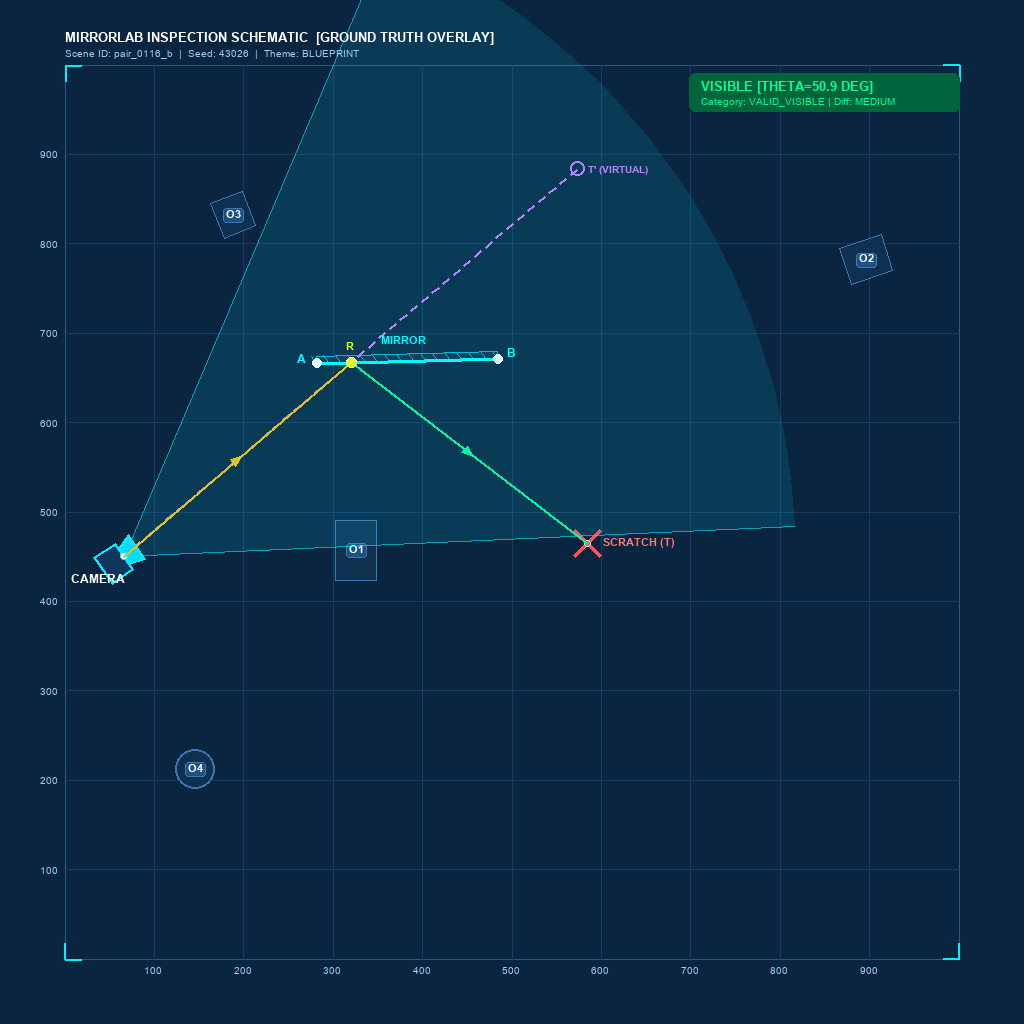 MIRRORLAB INSPECTION SCHEMATIC [GROUND TRUTH OVERLAY]
Scene ID: pair_0116_b | Seed: 43026 | Theme: BLUEPRINT
VISIBLE [THETA=50.9 DEG]
Category: VALID_VISIBLE | Diff: MEDIUM
900
T' (VIRTUAL)
O3
800
O2
700
R
MIRROR
A
B
600
500
O1
SCRATCH (T)
CAMERA
400
300
O4
200
100
100
200
300
400
500
600
700
800
900